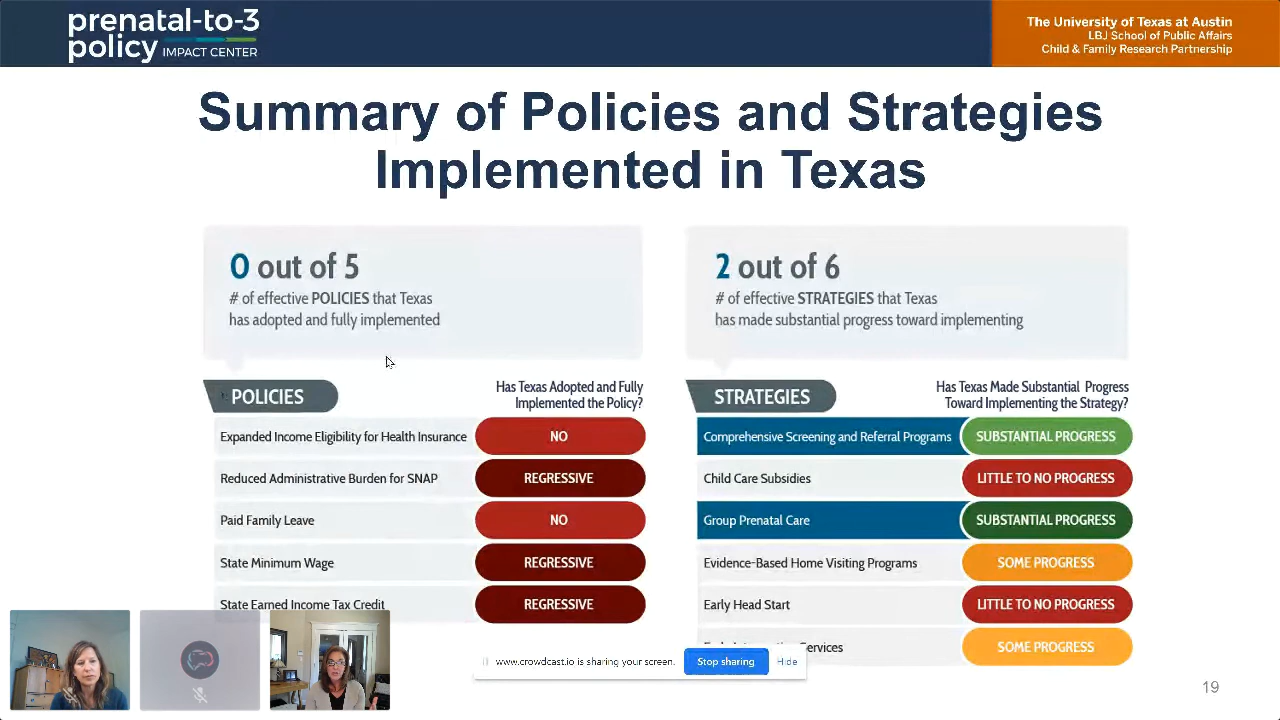 prenatal-to-3
policy IMPACT CENTER
The University of Texas at Austin
LBJ School of Public Affairs
Child & Family Research Partnership
Summary of Policies and Strategies
Implemented in Texas
0 out of 5
# of effective POLICIES that Texas
has adopted and fully implemented
2 out of 6
# of effective STRATEGIES that Texas
has made substantial progress toward implementing
POLICIES
Has Texas Adopted and Fully
Implemented the Policy?
Expanded Income Eligibility for Health Insurance NO
Reduced Administrative Burden for SNAP REGRESSIVE
Paid Family Leave NO
State Minimum Wage REGRESSIVE
State Earned Income Tax Credit REGRESSIVE
STRATEGIES
Has Texas Made Substantial Progress
Toward Implementing the Strategy?
Comprehensive Screening and Referral Programs SUBSTANTIAL PROGRESS
Child Care Subsidies LITTLE TO NO PROGRESS
Group Prenatal Care SUBSTANTIAL PROGRESS
Evidence-Based Home Visiting Programs SOME PROGRESS
Early Head Start LITTLE TO NO PROGRESS
Services SOME PROGRESS
www.crowdcast.io is sharing your screen. Stop sharing Hide
19